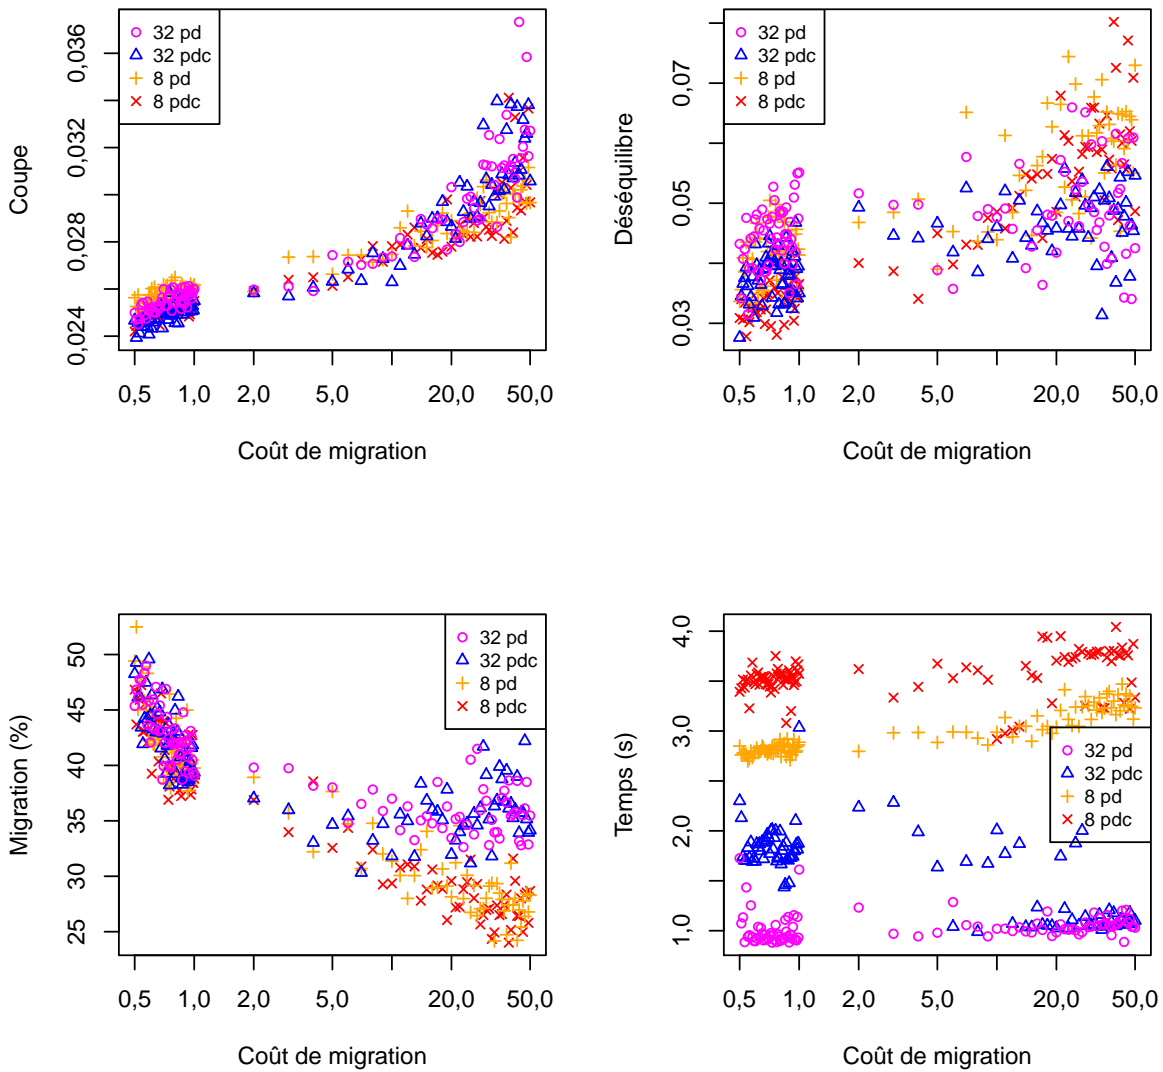 Coupe
0,024
0,028
0,032
0,036
32 pd
32 pdc
8 pd
8 pdc
0,5
1,0
2,0
5,0
20,0
50,0
Coût de migration
Déséquilibre
0,03
0,05
0,07
32 pd
32 pdc
8 pd
8 pdc
0,5
1,0
2,0
5,0
20,0
50,0
Coût de migration
Migration (%)
25
30
35
40
45
50
32 pd
32 pdc
8 pd
8 pdc
0,5
1,0
2,0
5,0
20,0
50,0
Coût de migration
Temps (s)
1,0
2,0
3,0
4,0
32 pd
32 pdc
8 pd
8 pdc
0,5
1,0
2,0
5,0
20,0
50,0
Coût de migration